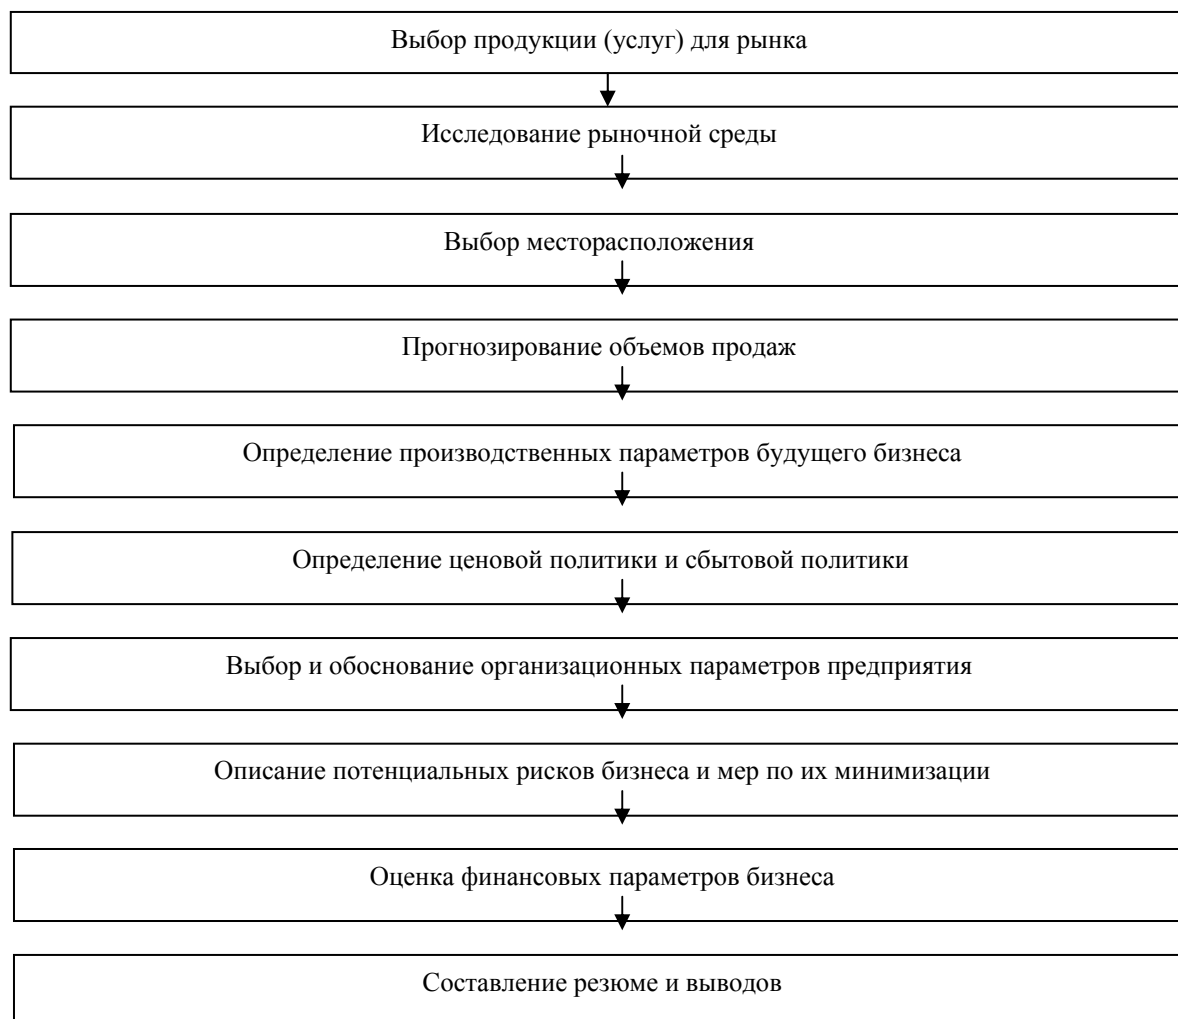 Выбор продукции (услуг) для рынка
Исследование рыночной среды
Выбор месторасположения
Прогнозирование объемов продаж
Определение производственных параметров будущего бизнеса
Определение ценовой политики и сбытовой политики
Выбор и обоснование организационных параметров предприятия
Описание потенциальных рисков бизнеса и мер по их минимизации
Оценка финансовых параметров бизнеса
Составление резюме и выводов